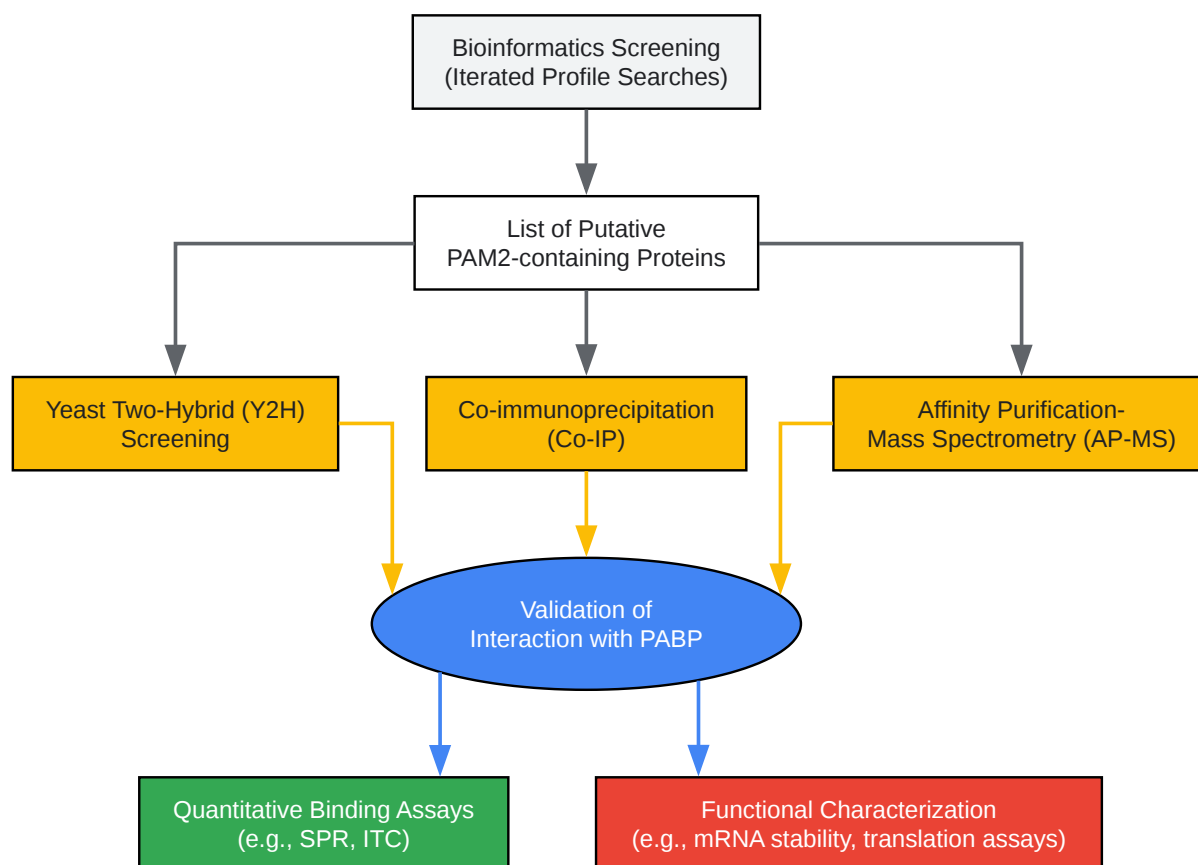 Bioinformatics Screening
(Iterated Profile Searches)
List of Putative
PAM2-containing Proteins
Yeast Two-Hybrid (Y2H)
Screening
Co-immunoprecipitation
(Co-IP)
Affinity Purification-
Mass Spectrometry (AP-MS)
Validation of
Interaction with PABP
Quantitative Binding Assays
(e.g., SPR, ITC)
Functional Characterization
(e.g., mRNA stability, translation assays)